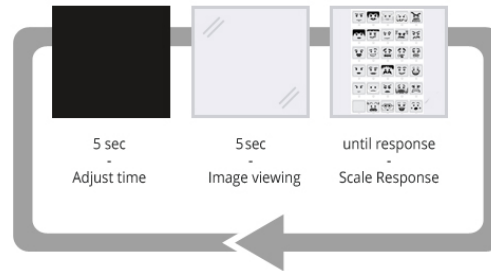 5 sec
-
Adjust time
5 sec
-
Image viewing
until response
-
Scale Response